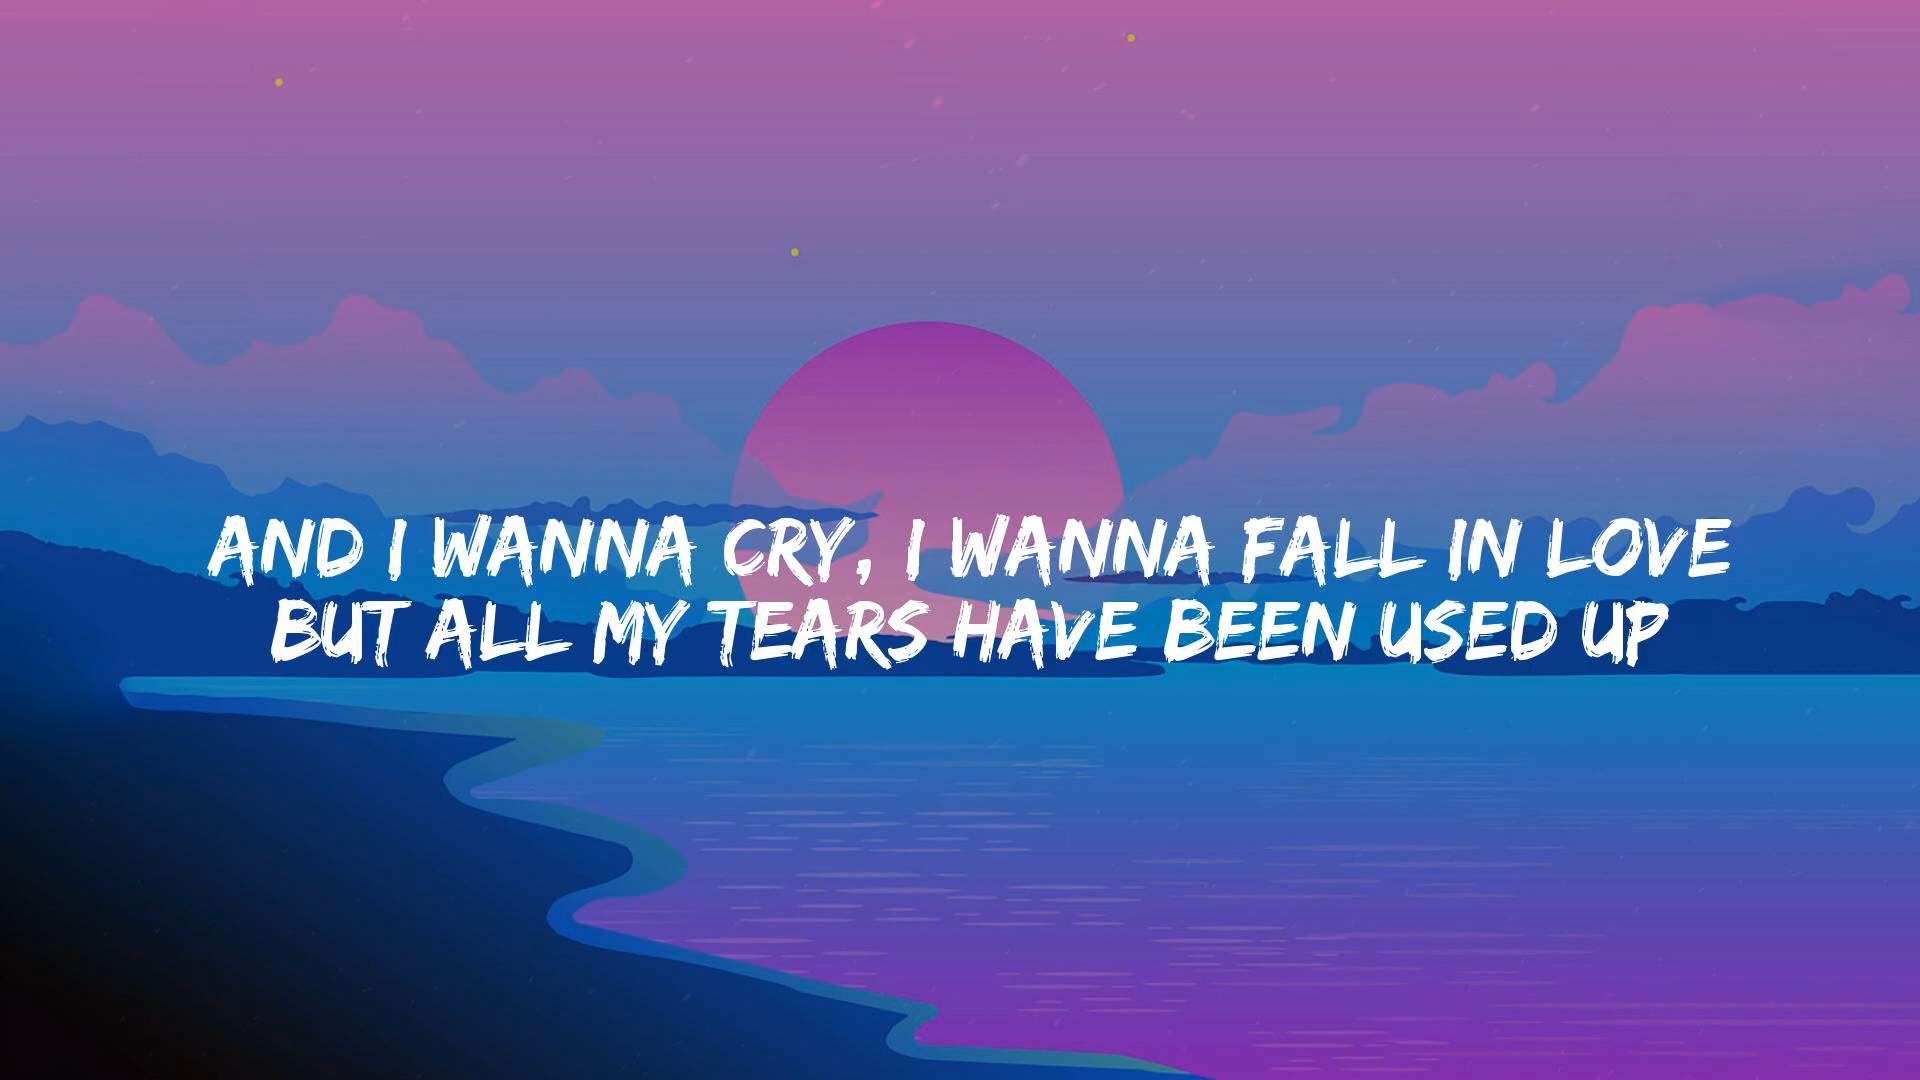 AND I WANNA CRY, I WANNA FALL IN LOVE
BUT ALL MY TEARS HAVE BEEN USED UP